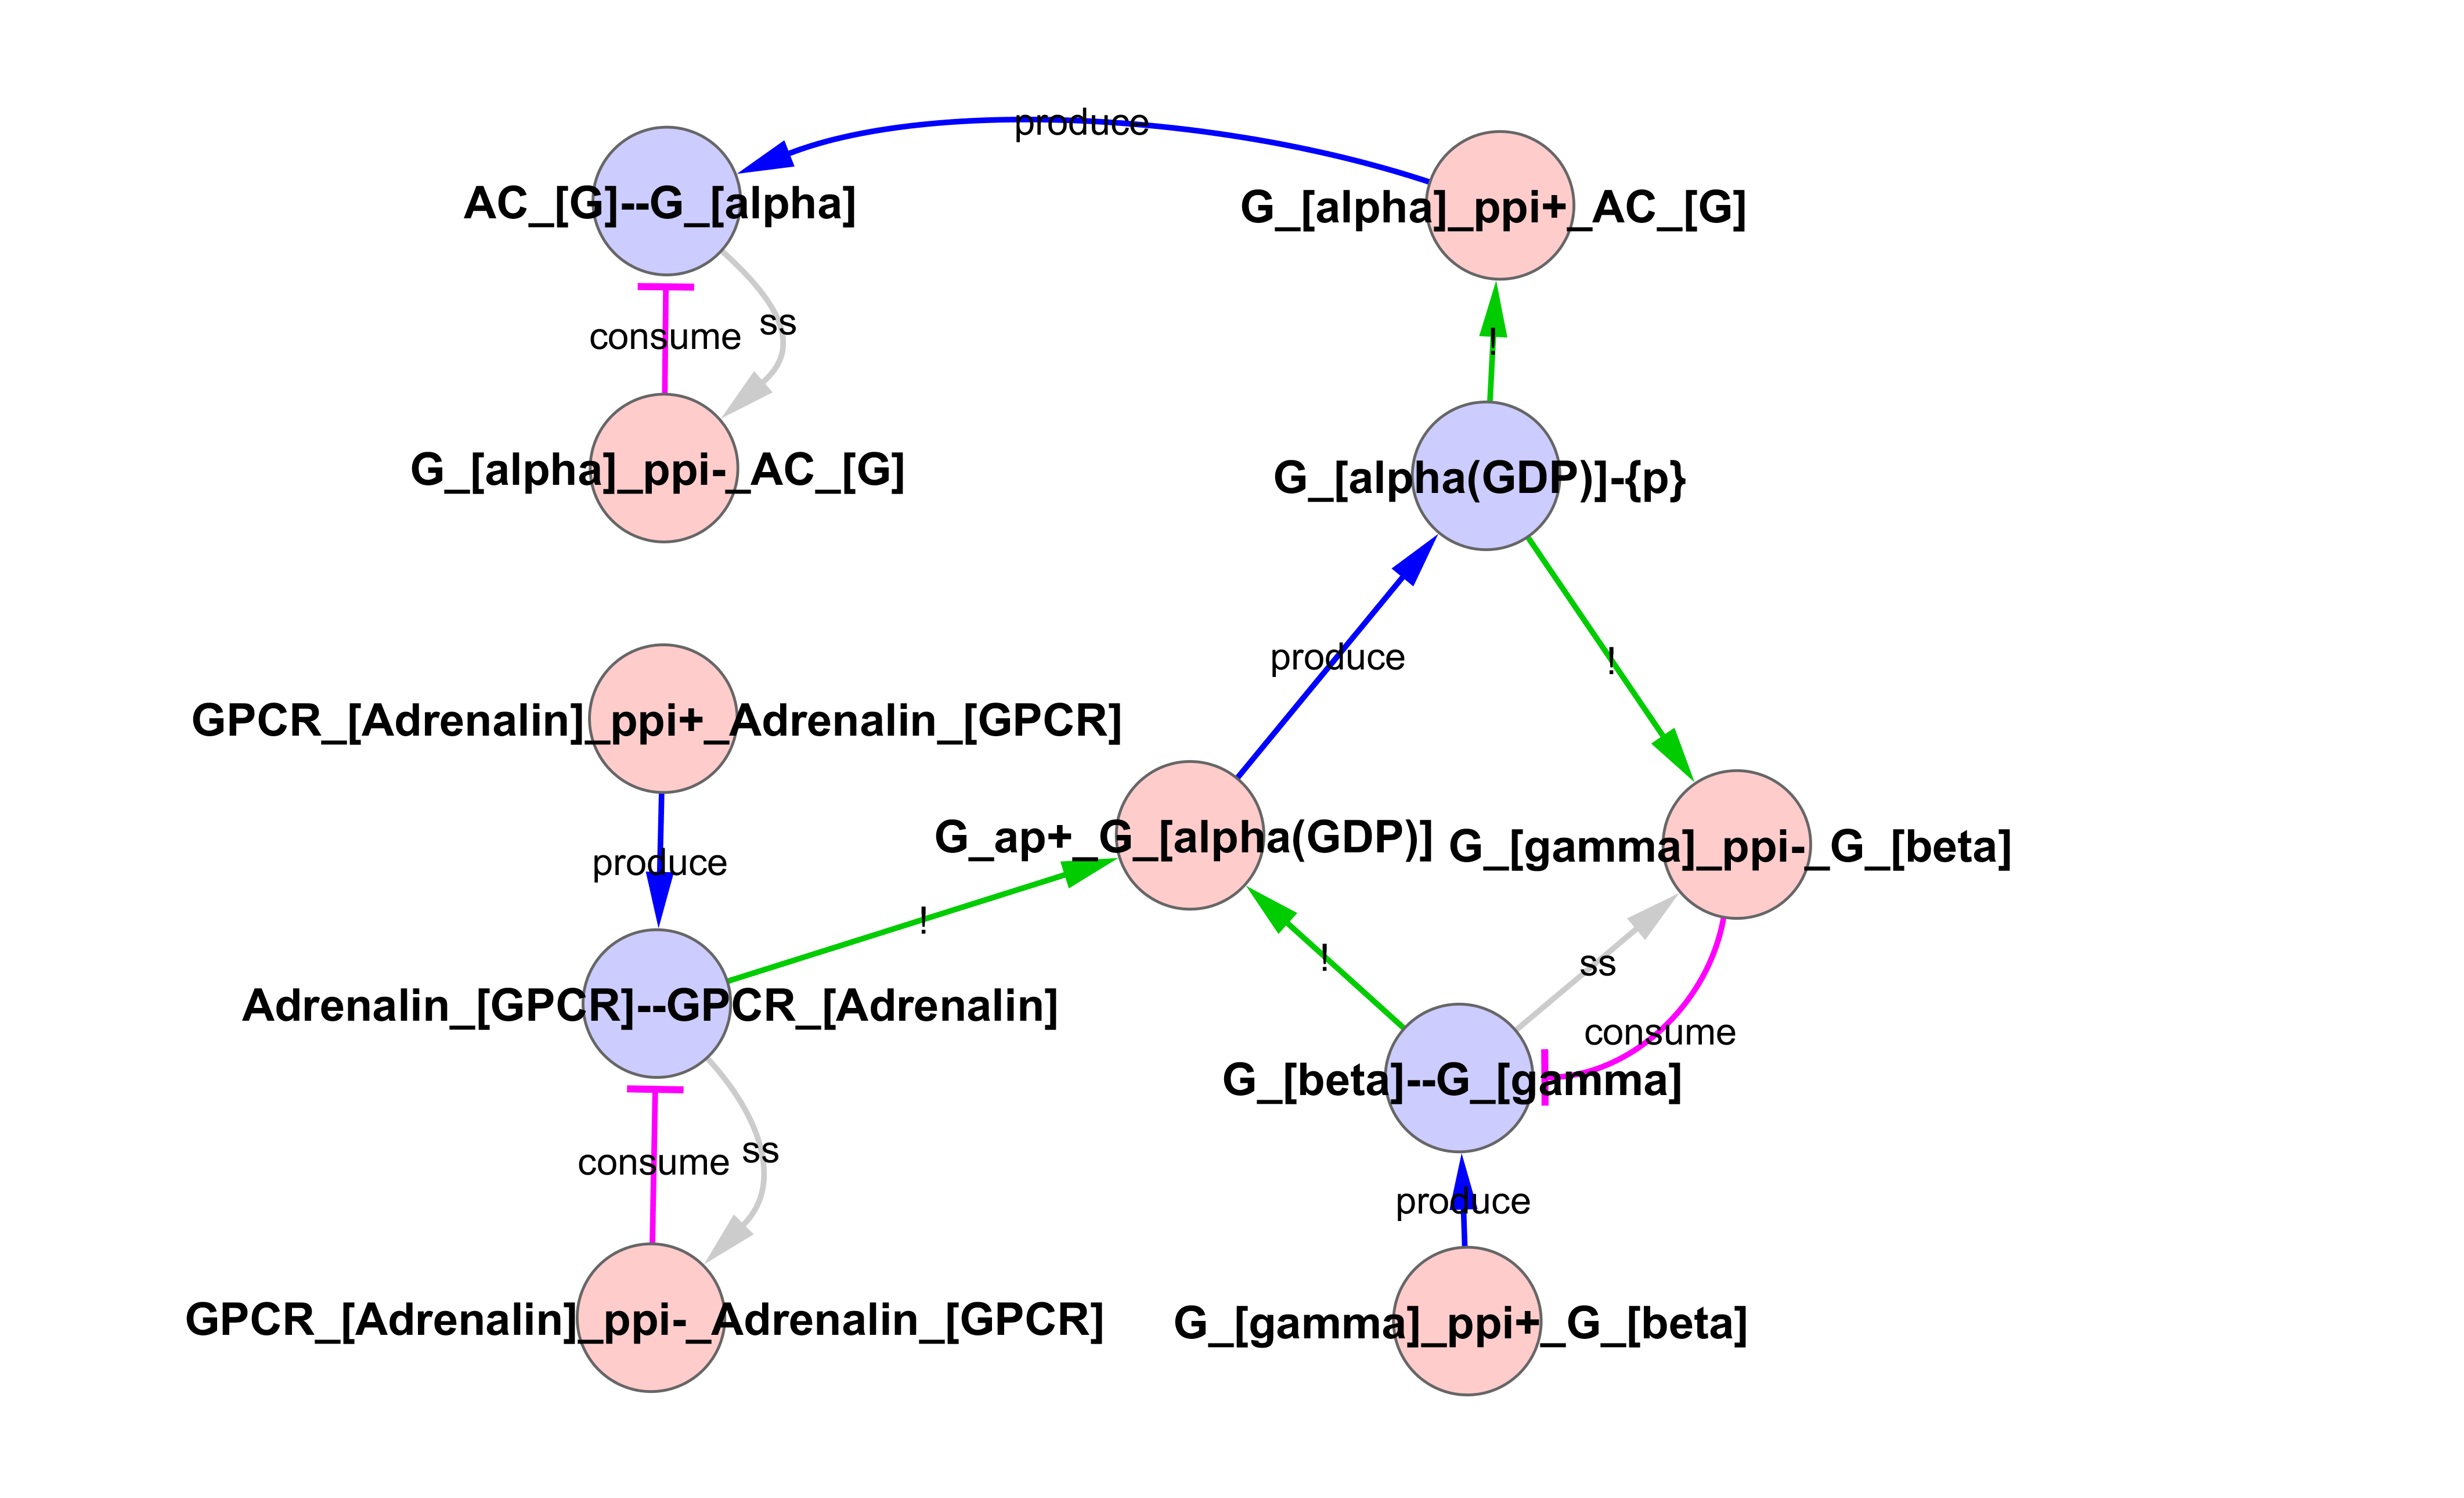 produce
AC_[G]--G_[alpha]
G_[alpha]_ppi+_AC_[G]
consume
ss
!
G_[alpha]_ppi-_AC_[G]
G_[alpha(GDP)]-{p}
produce
!
GPCR_[Adrenalin]_ppi+_Adrenalin_[GPCR]
produce
G_ap+_G_[alpha(GDP)]
G_[gamma]_ppi-_G_[beta]
!
!
ss
Adrenalin_[GPCR]--GPCR_[Adrenalin]
consume
G_[beta]--G_[gamma]
consume
ss
produce
GPCR_[Adrenalin]_ppi-_Adrenalin_[GPCR]
G_[gamma]_ppi+_G_[beta]